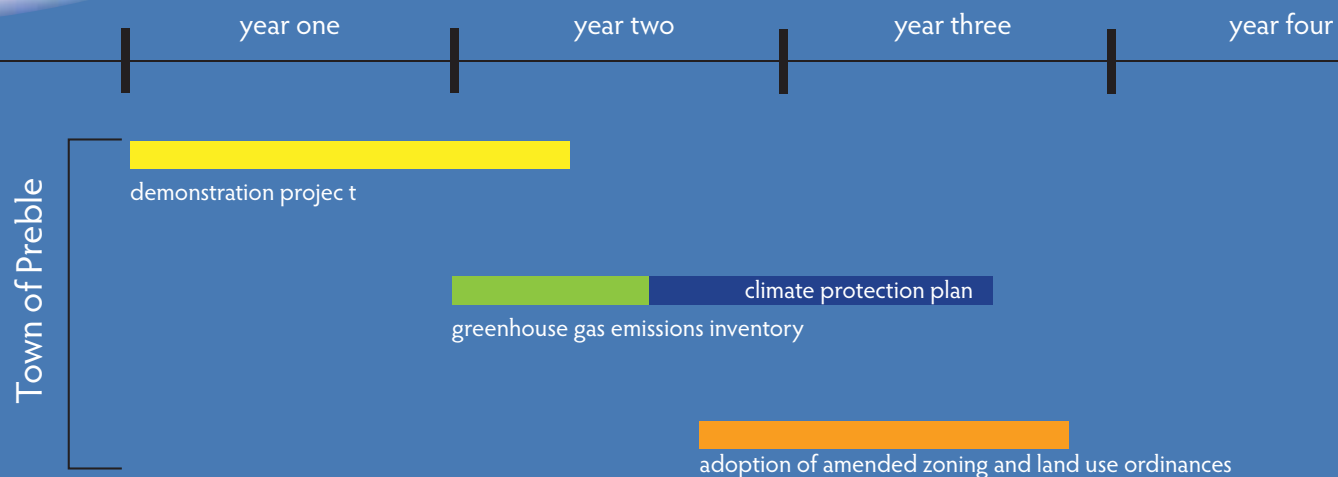 year one
year two
year three
year four
Town of Preble
demonstration projec t
climate protection plan
greenhouse gas emissions inventory
adoption of amended zoning and land use ordinances